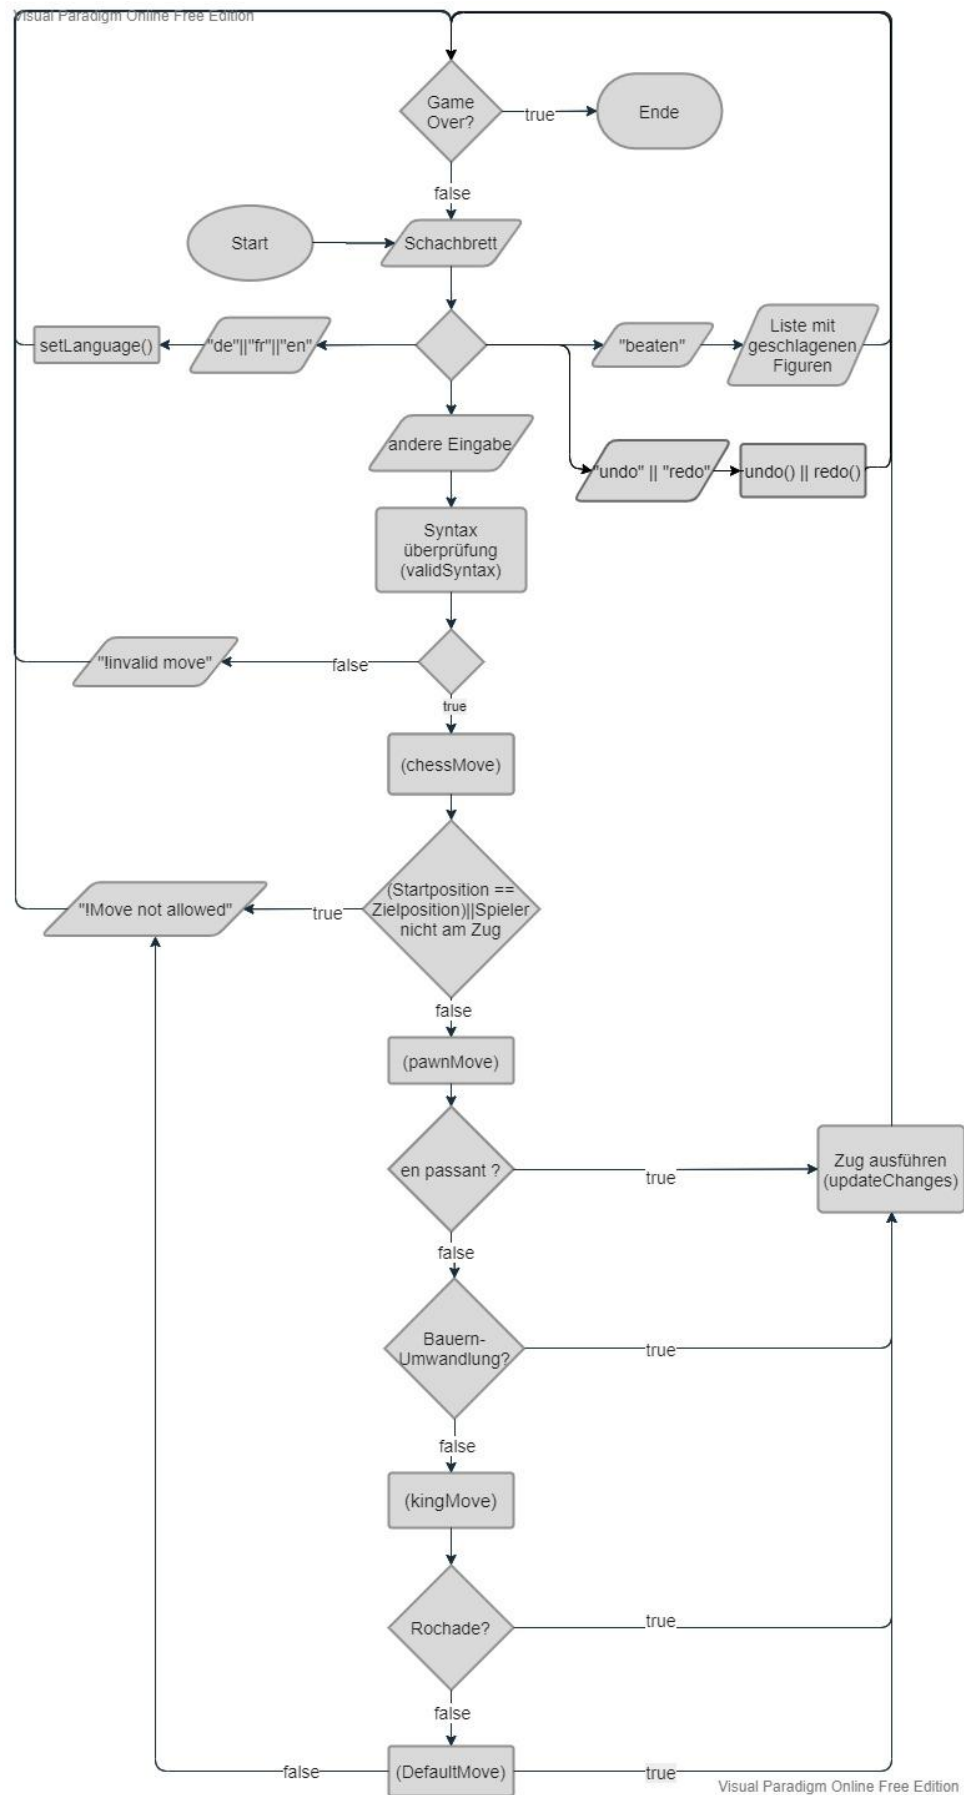 Visual Paradigm Online Free Edition
Game
Over?
true
Ende
false
Start
Schachbrett
setLanguage()
"de"||"fr"||"en"
"beaten"
Liste mit
geschlagenen
Figuren
andere Eingabe
"undo" || "redo"
undo() || redo()
Syntax
überprüfung
(validSyntax)
"!invalid move"
false
true
(chessMove)
"!Move not allowed"
true
(Startposition ==
Zielposition)||Spieler
nicht am Zug
false
(pawnMove)
en passant ?
true
Zug ausführen
(updateChanges)
false
Bauern-
Umwandlung?
true
false
(kingMove)
Rochade?
true
false
false
(DefaultMove)
true
Visual Paradigm Online Free Edition